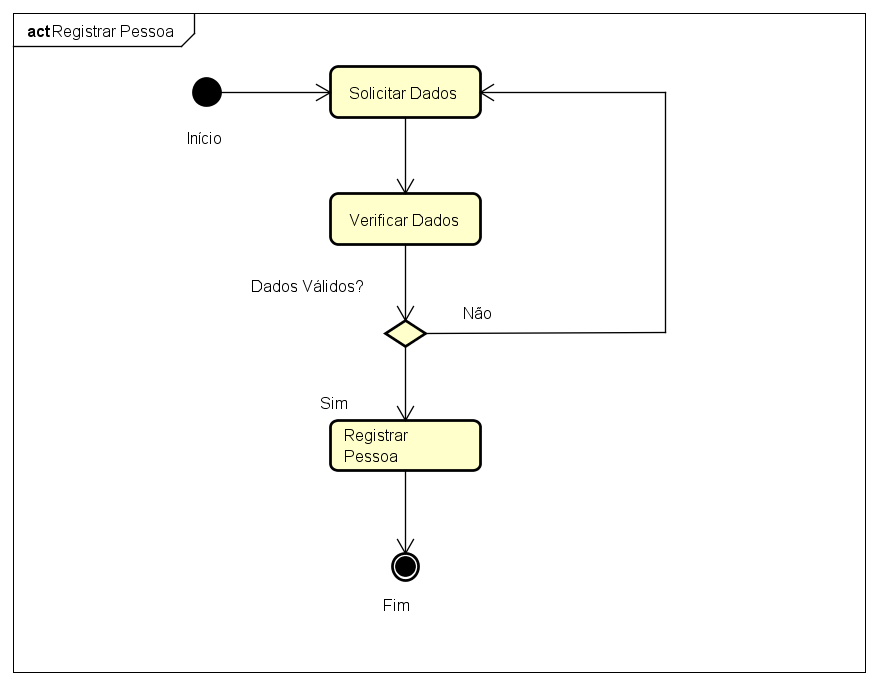 act Registrar Pessoa
Solicitar Dados
Início
Verificar Dados
Dados Válidos?
Não
Sim
Registrar
Pessoa
Fim